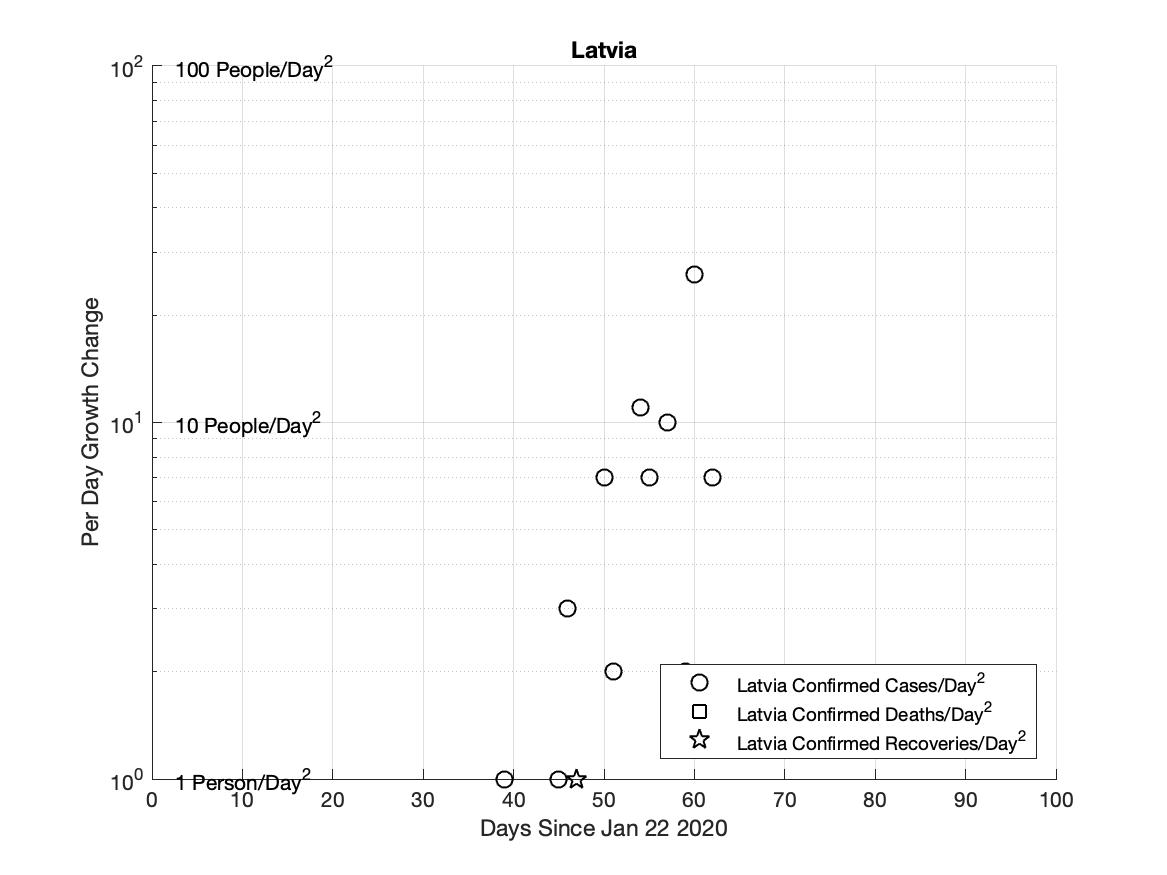 Latvia
10²
100 People/Day²
10¹
10 People/Day²
10⁰
1 Person/Day²
Per Day Growth Change
Latvia Confirmed Cases/Day²
Latvia Confirmed Deaths/Day²
Latvia Confirmed Recoveries/Day²
0 10 20 30 40 50 60 70 80 90 100
Days Since Jan 22 2020